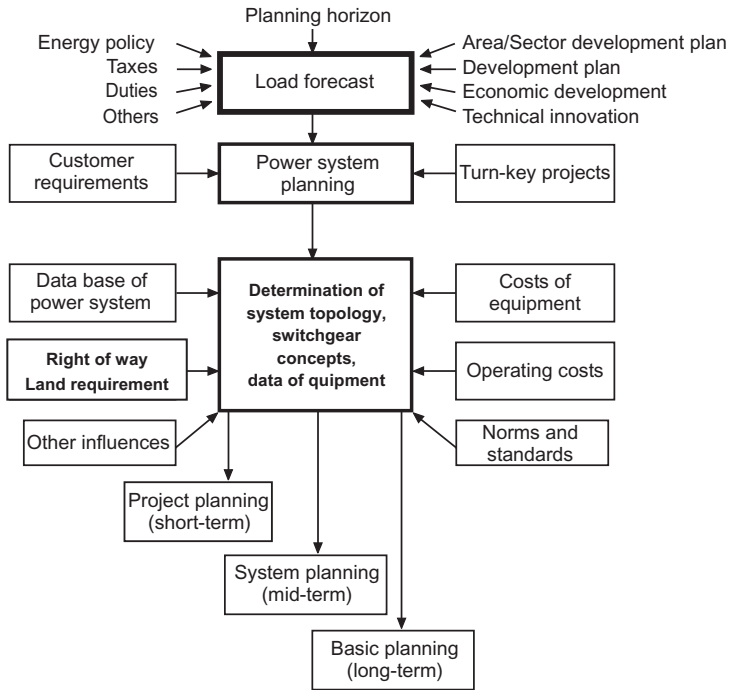 Planning horizon
Energy policy
Taxes
Duties
Others
Load forecast
Area/Sector development plan
Development plan
Economic development
Technical innovation
Customer
requirements
Power system
planning
Turn-key projects
Data base of
power system
Determination of
system topology,
switchgear
concepts,
data of quipment
Costs of
equipment
Right of way
Land requirement
Operating costs
Other influences
Norms and
standards
Project planning
(short-term)
System planning
(mid-term)
Basic planning
(long-term)